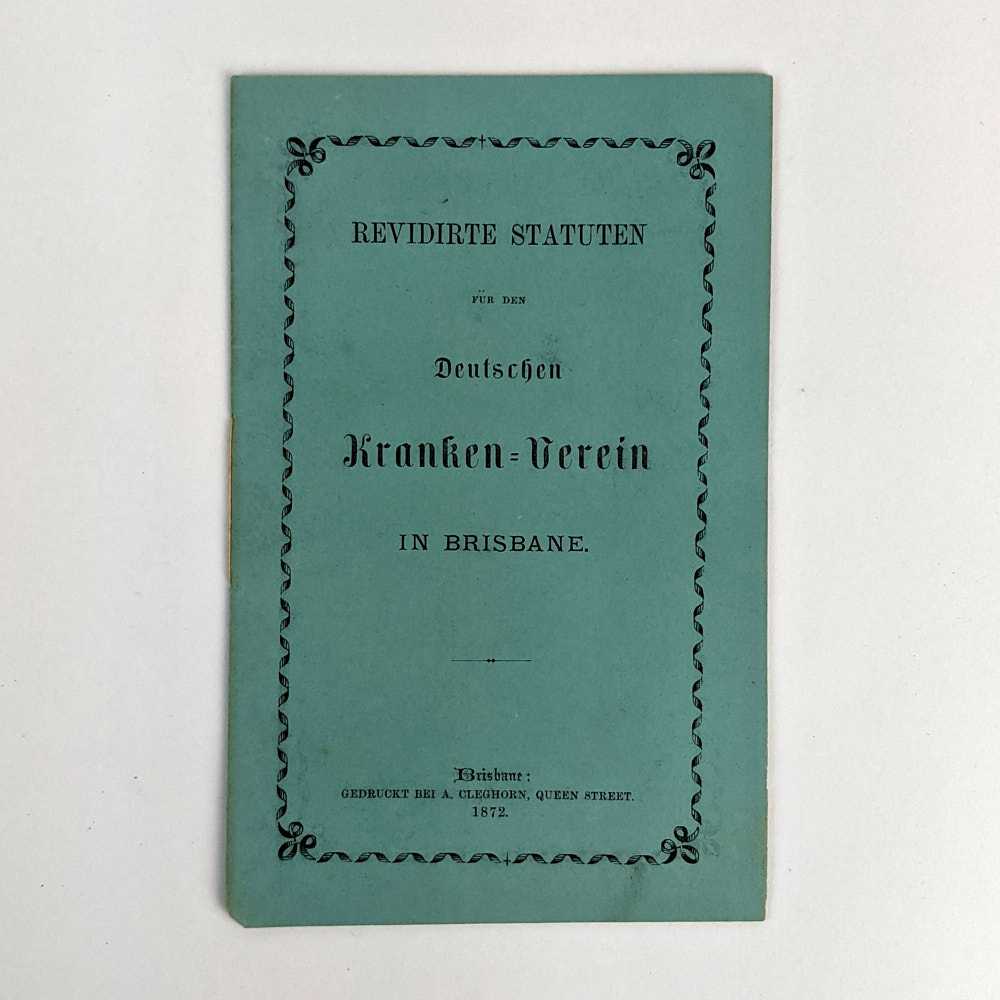 REVIDIRTE STATUTEN
FÜR DEN
Deutschen
Kranken=Verein
IN BRISBANE.
Brisbane:
GEDRUCKT BEI A. CLEGHORN, QUEEN STREET.
1872.